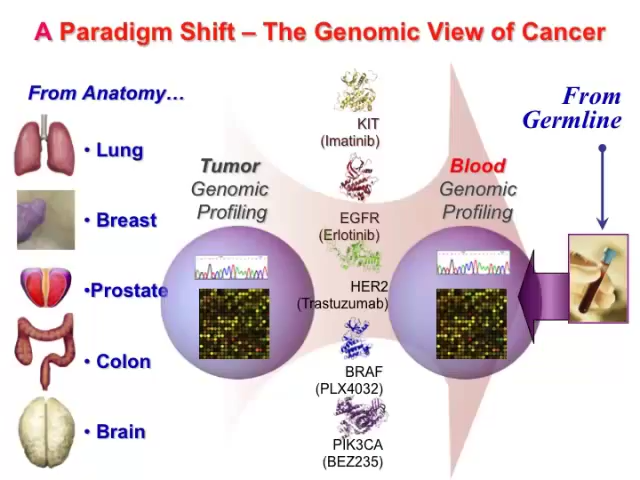 A Paradigm Shift – The Genomic View of Cancer
From Anatomy…
• Lung
• Breast
•Prostate
• Colon
• Brain
Tumor
Genomic
Profiling
KIT
(Imatinib)
EGFR
(Erlotinib)
HER2
(Trastuzumab)
BRAF
(PLX4032)
PIK3CA
(BEZ235)
Blood
Genomic
Profiling
From
Germline